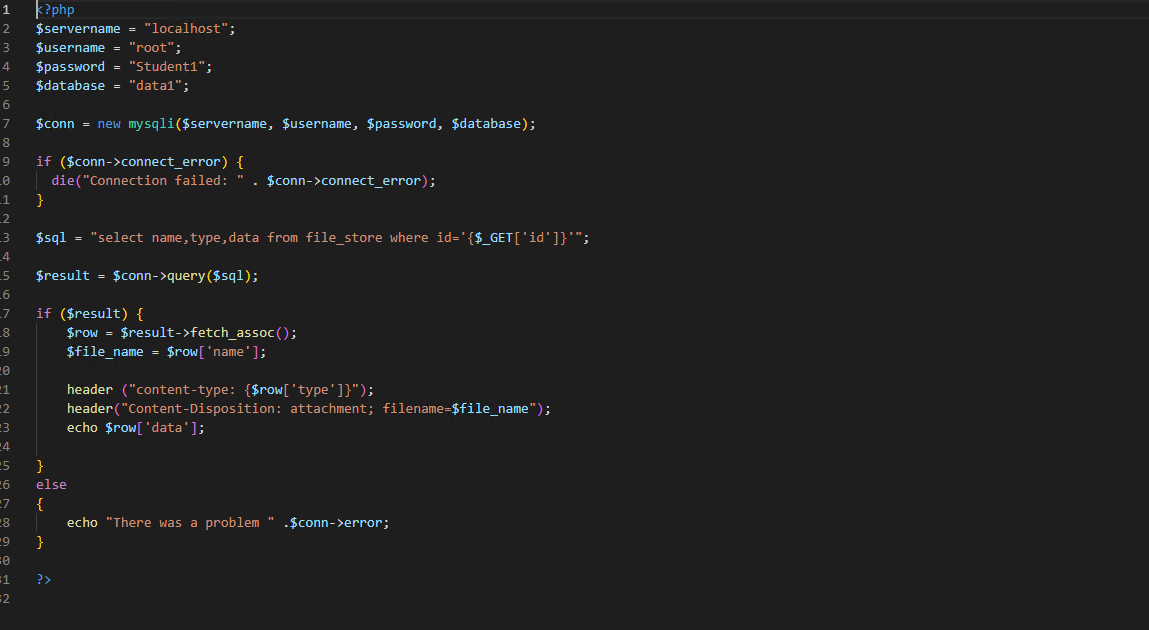 1 <?php
2 $servername = "localhost";
3 $username = "root";
4 $password = "Student1";
5 $database = "data1";
6
7 $conn = new mysqli($servername, $username, $password, $database);
8
9 if ($conn->connect_error) {
10   die("Connection failed: " . $conn->connect_error);
11 }
12
13 $sql = "select name,type,data from file_store where id='{$_GET['id']}'";
14
15 $result = $conn->query($sql);
16
17 if ($result) {
18     $row = $result->fetch_assoc();
19     $file_name = $row['name'];
20
21     header ("content-type: {$row['type']}");
22     header("Content-Disposition: attachment; filename=$file_name");
23     echo $row['data'];
24
25 }
26 else
27 {
28     echo "There was a problem " .$conn->error;
29 }
30
31 ?>
32